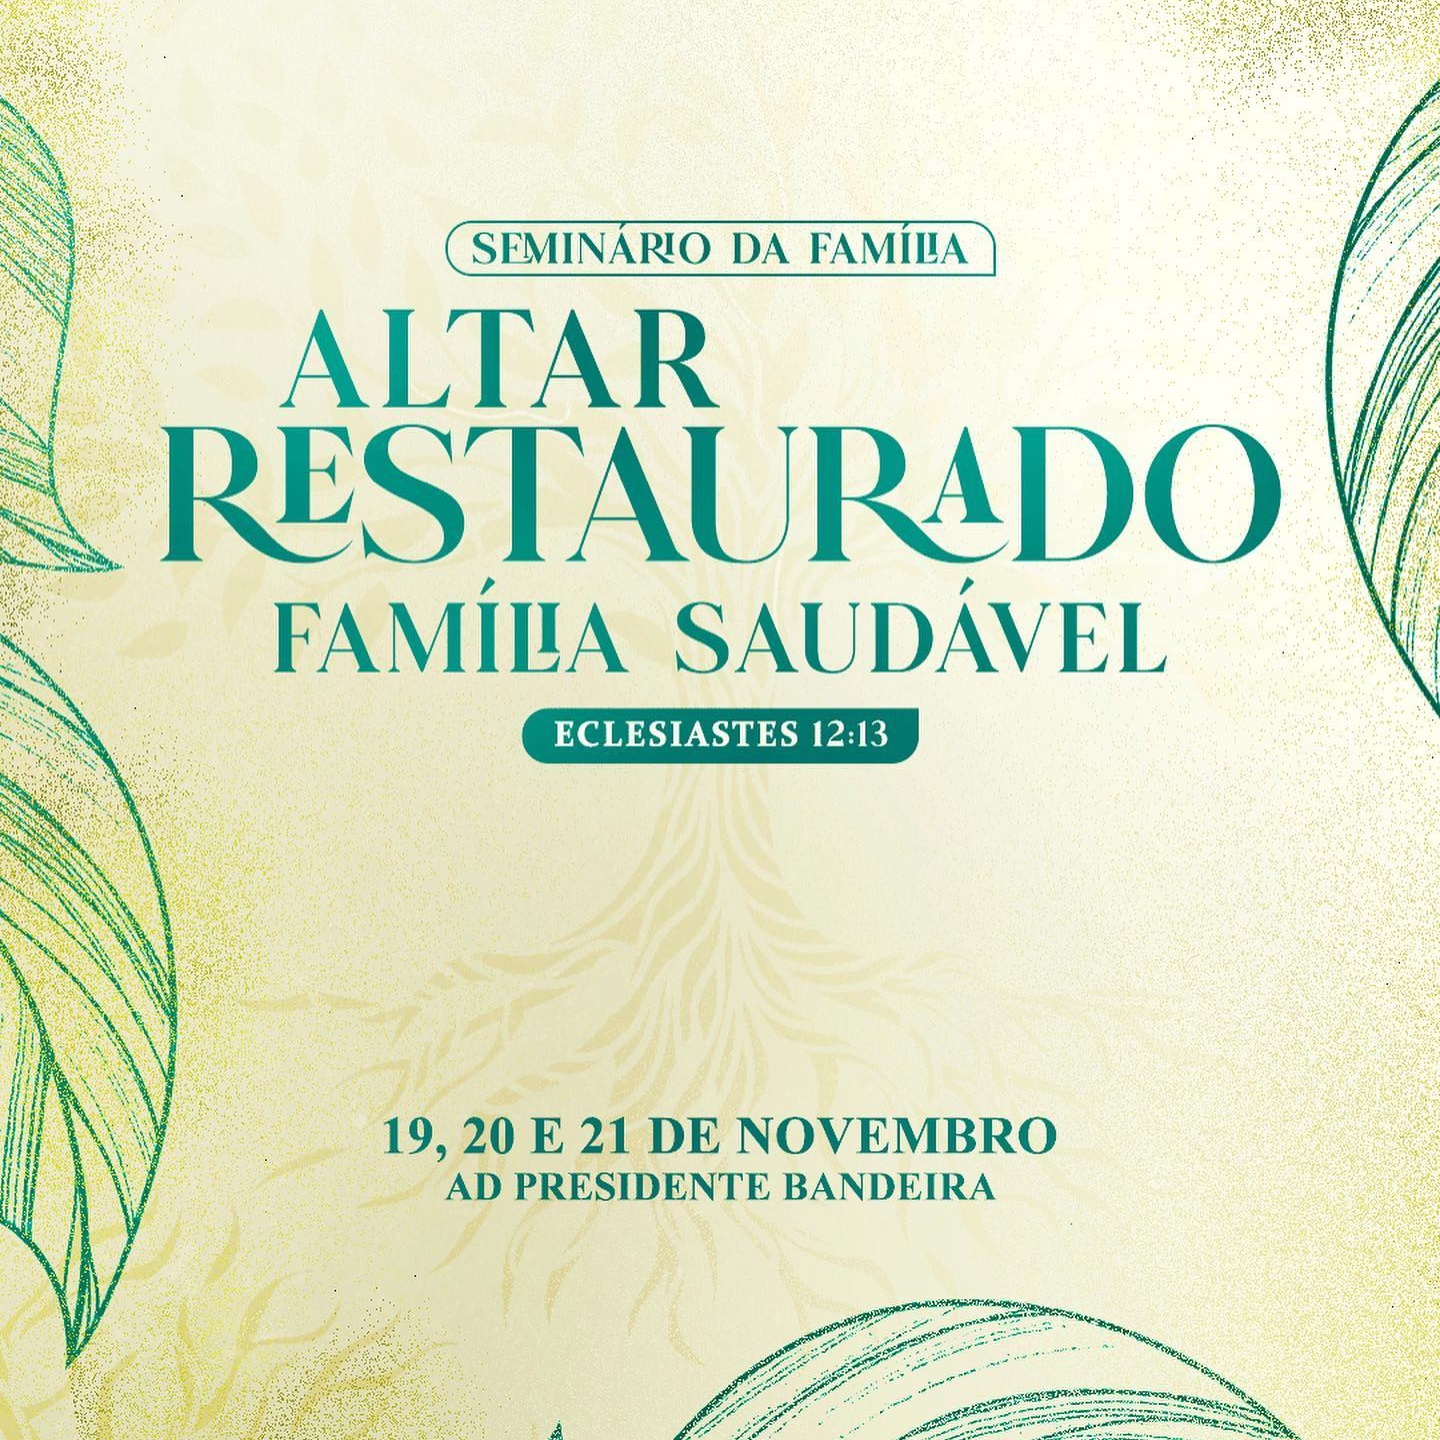 SEMINÁRIO DA FAMÍLIA
ALTAR
RESTAURADO
FAMÍLIA SAUDÁVEL
ECLESIASTES 12:13
19, 20 E 21 DE NOVEMBRO
AD PRESIDENTE BANDEIRA